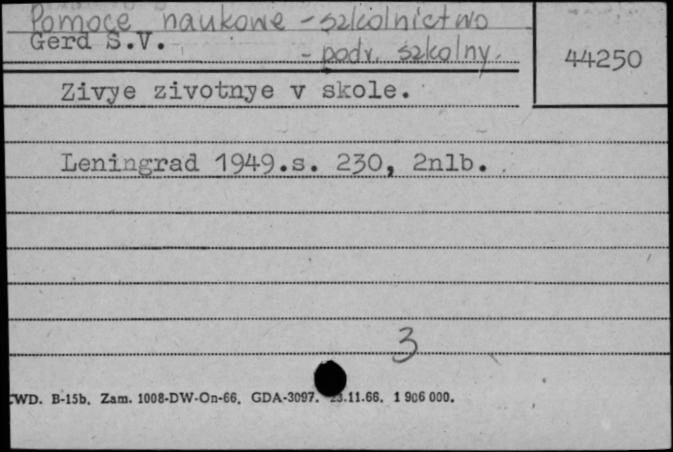 Pomoce naukowe - szkolnictwo
Gerd S.V. - podr. szkolny.
44250
Zivye zivotnye v skole.
Leningrad 1949.s. 230, 2nlb.
3
WD. B-15b. Zam. 1008-DW-On-66. GDA-3097. 23.11.66. 1 906 000.